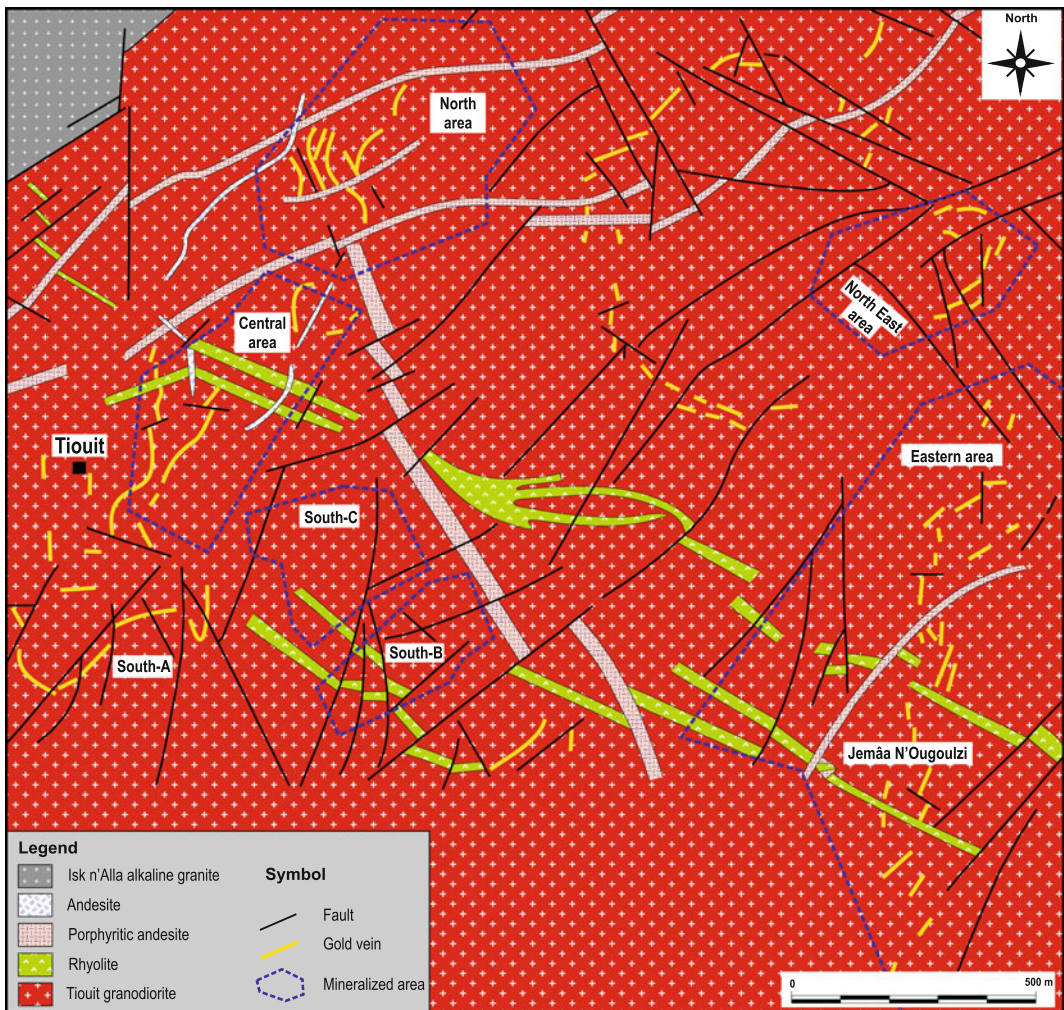 North
North
area
North East
area
Central
area
Tiouit
Eastern area
South-C
South-B
South-A
Jemâa N'Ougoulzi
Legend
Isk n'Alla alkaline granite
Andesite
Porphyritic andesite
Rhyolite
Tiouit granodiorite
Symbol
Fault
Gold vein
Mineralized area
0 500 m